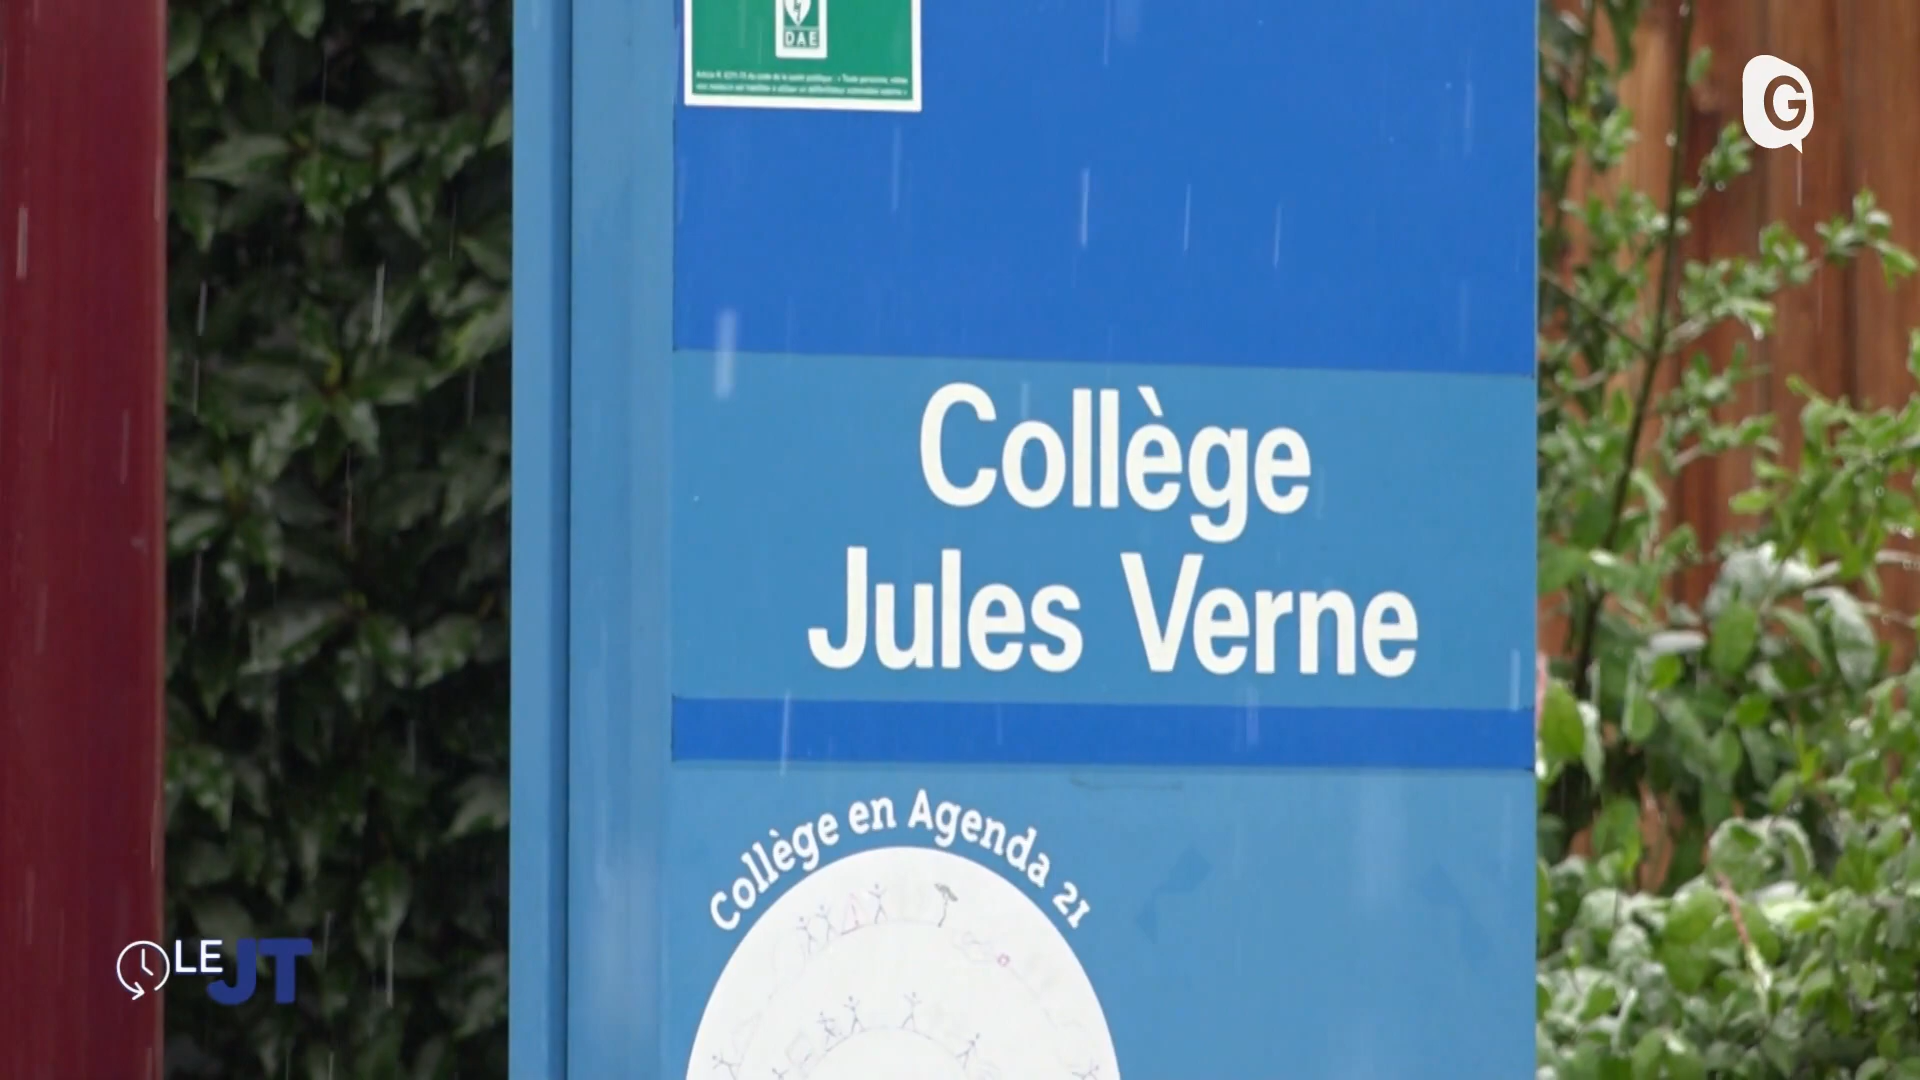 DAE
G
Collège
Jules Verne
Collège en Agenda 21
LE JT